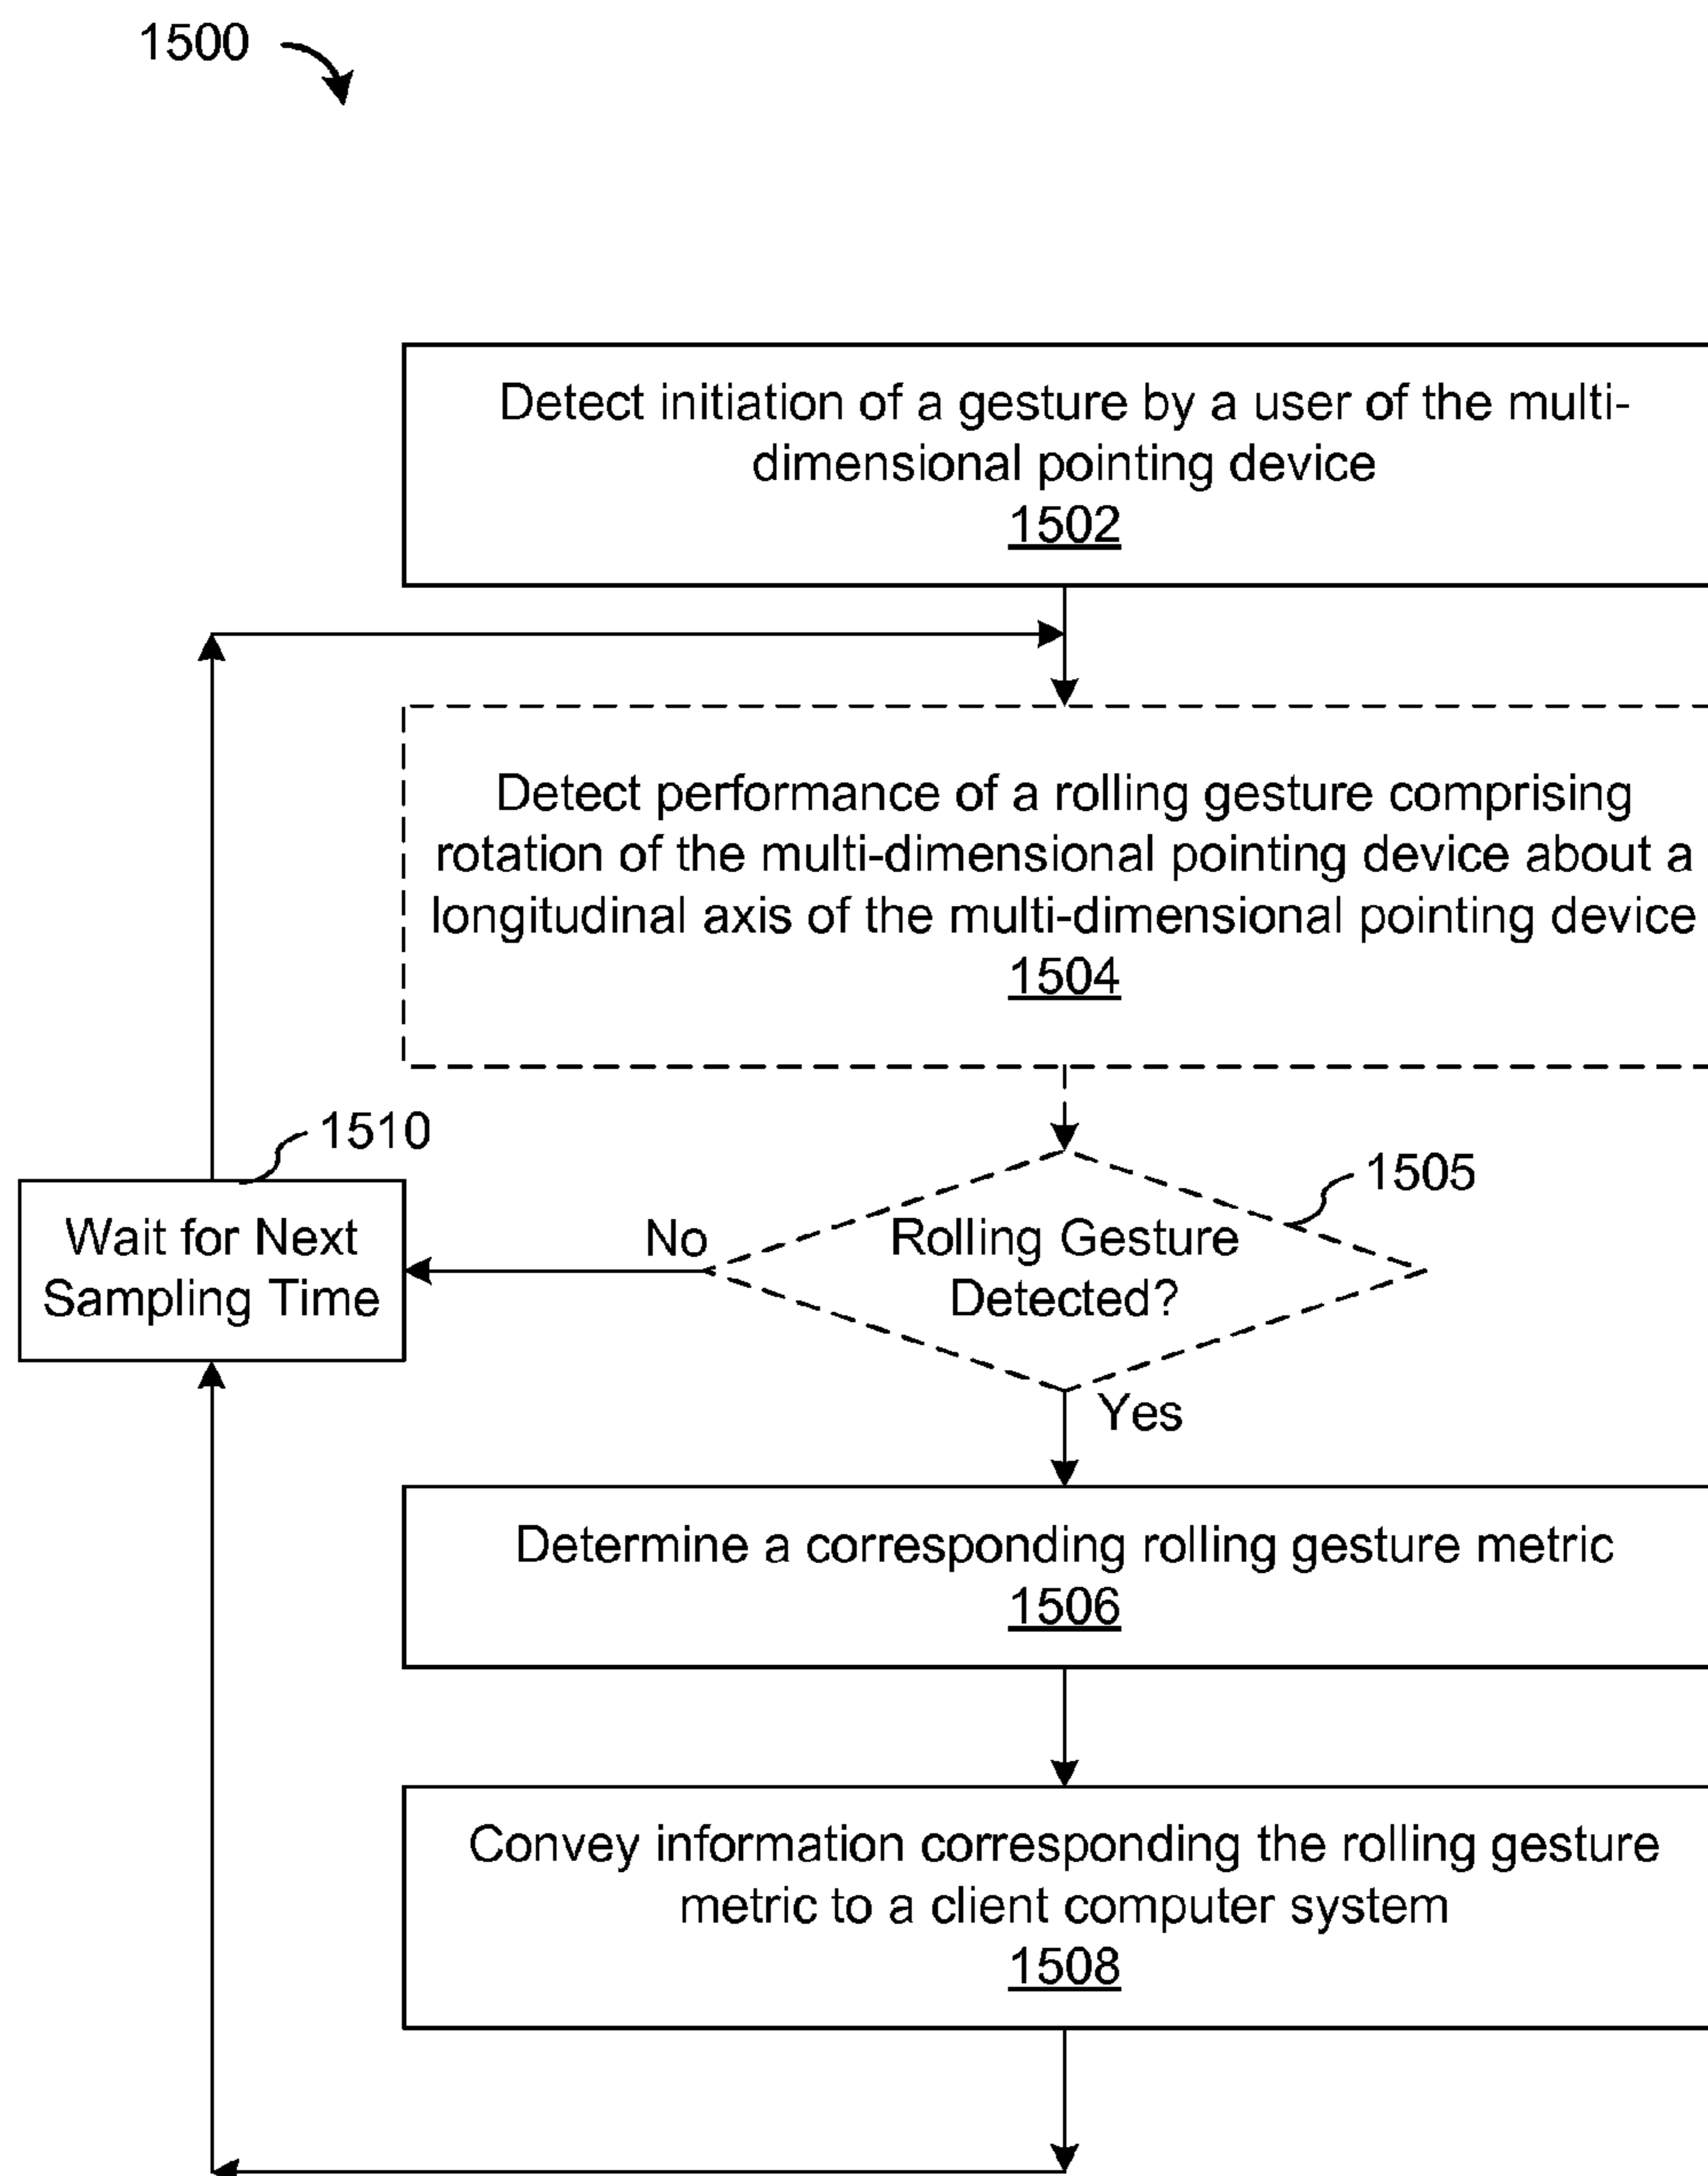 1500
Detect initiation of a gesture by a user of the multi-
dimensional pointing device
1502
Detect performance of a rolling gesture comprising
rotation of the multi-dimensional pointing device about a
longitudinal axis of the multi-dimensional pointing device
1504
1510
1505
Wait for Next
Sampling Time
No
Rolling Gesture
Detected?
Yes
Determine a corresponding rolling gesture metric
1506
Convey information corresponding the rolling gesture
metric to a client computer system
1508